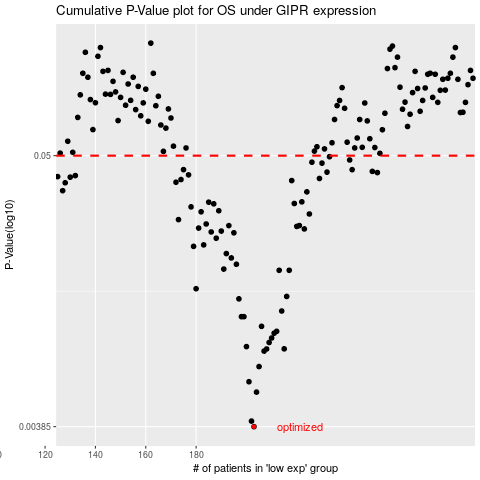 Cumulative P-Value plot for OS under GIPR expression
0.05
P-Value(log10)
0.00385
optimized
0 120 140 160 180
# of patients in 'low exp' group